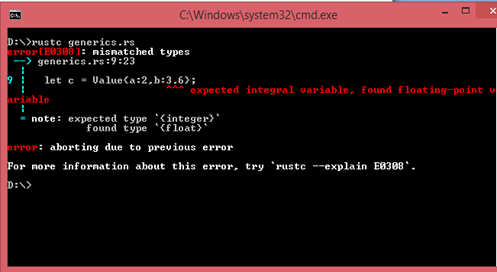 C:\Windows\system32\cmd.exe
D:\>rustc generics.rs
error[E0308]: mismatched types
 --> generics.rs:9:23
9 |   let c = Value{a:2,b:3.6};
                       ^^^ expected integral variable, found floating-point v
ariable
  = note: expected type `{integer}`
             found type `{float}`
error: aborting due to previous error
For more information about this error, try `rustc --explain E0308`.
D:\>